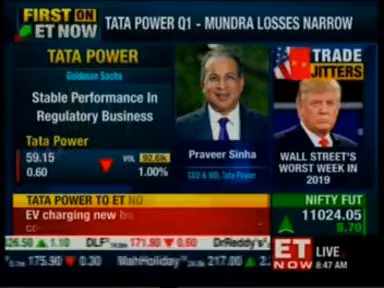 FIRST ON
ET NOW
TATA POWER Q1 - MUNDRA LOSSES NARROW
TATA POWER
Goldman Sachs
Stable Performance In
Regulatory Business
Tata Power
59.15
VOL 92.60k
0.60
1.00%
Praveer Sinha
CEO & MD, Tata Power
TRADE
JITTERS
WALL STREET'S
WORST WEEK IN
2019
TATA POWER TO ET NO
EV charging new
NIFTY FUT
11024.05
8.70
1.10
DLF
171.80
0.60
DrReddy's
175.90
0.30
MahHoliday
217.00
ET
NOW
LIVE
8:47 AM